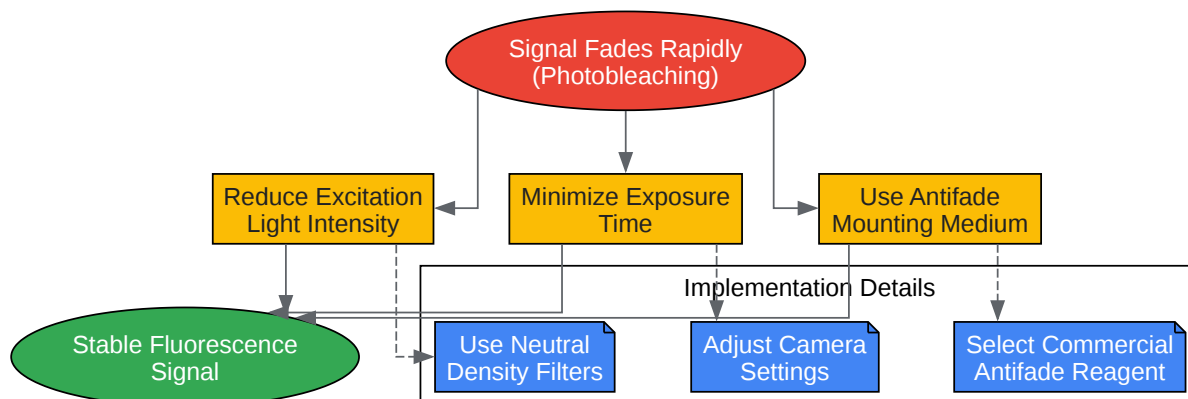 Signal Fades Rapidly
(Photobleaching)
Reduce Excitation
Light Intensity
Minimize Exposure
Time
Use Antifade
Mounting Medium
Implementation Details
Stable Fluorescence
Signal
Use Neutral
Density Filters
Adjust Camera
Settings
Select Commercial
Antifade Reagent